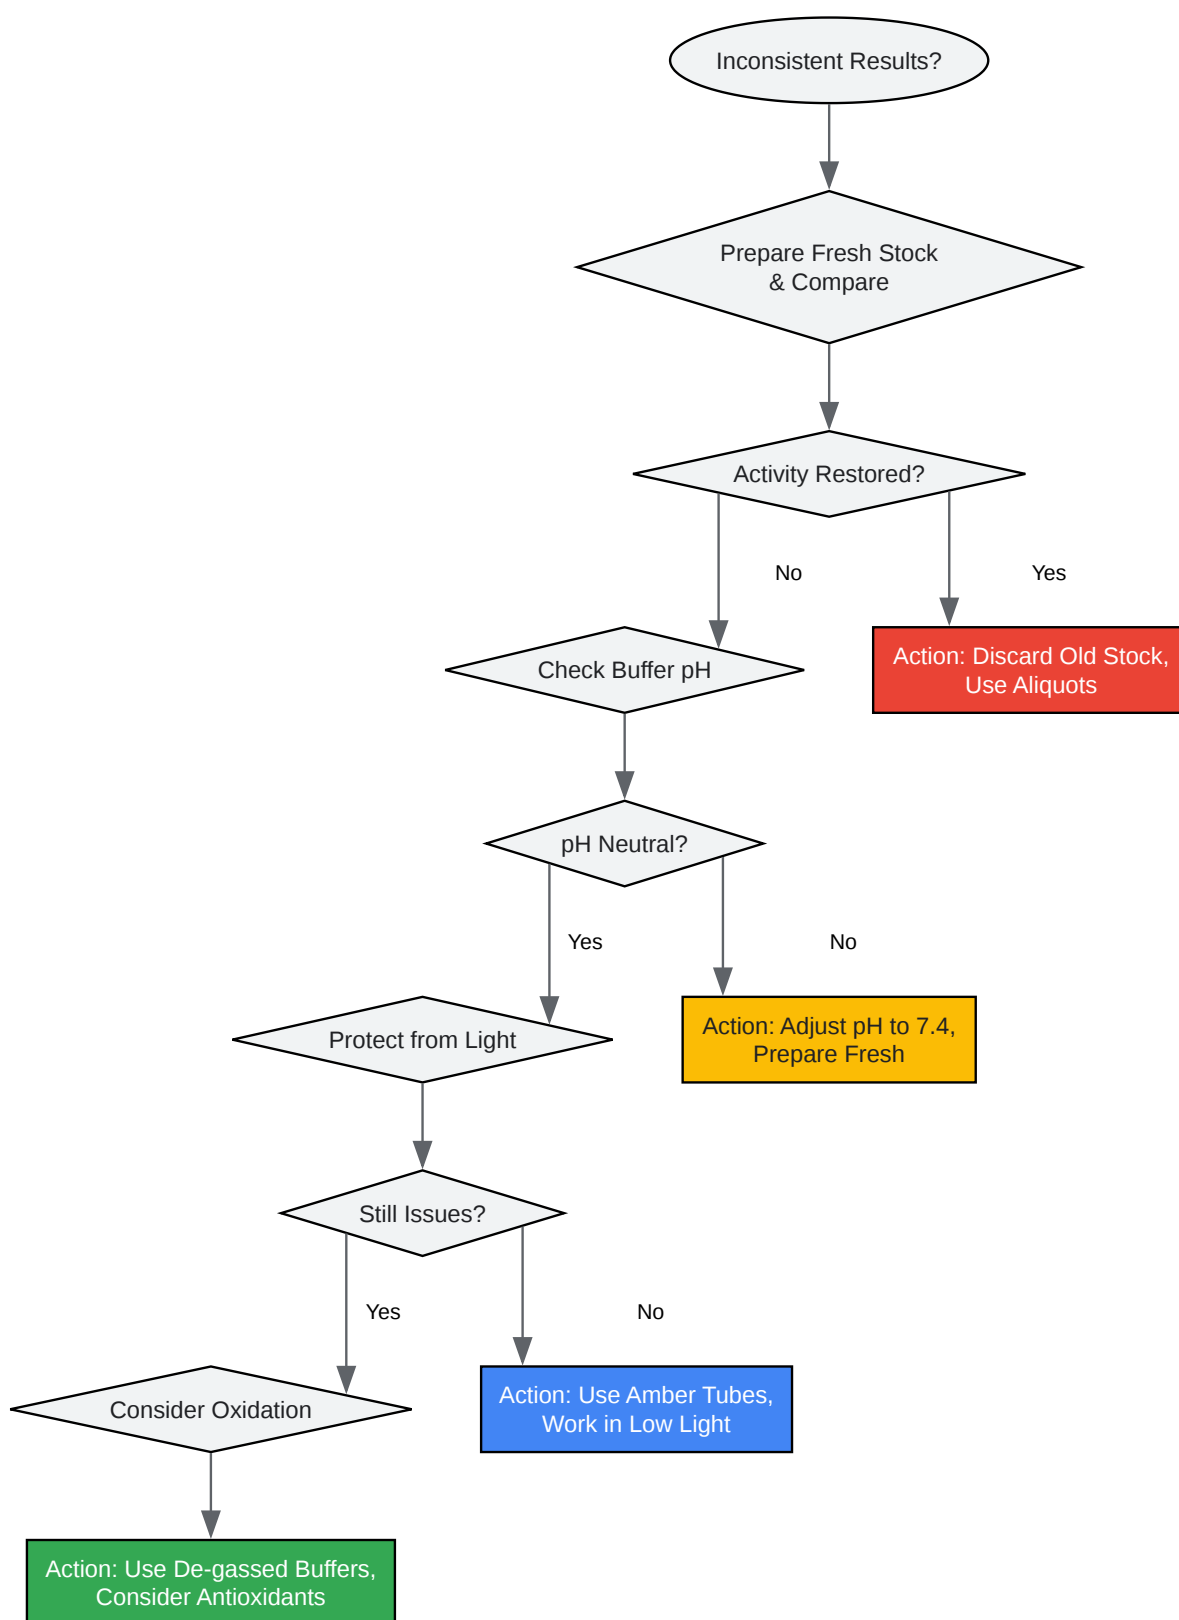 Inconsistent Results?
Prepare Fresh Stock
& Compare
Activity Restored?
No
Yes
Check Buffer pH
Action: Discard Old Stock,
Use Aliquots
pH Neutral?
Yes
No
Protect from Light
Action: Adjust pH to 7.4,
Prepare Fresh
Still Issues?
Yes
No
Consider Oxidation
Action: Use Amber Tubes,
Work in Low Light
Action: Use De-gassed Buffers,
Consider Antioxidants